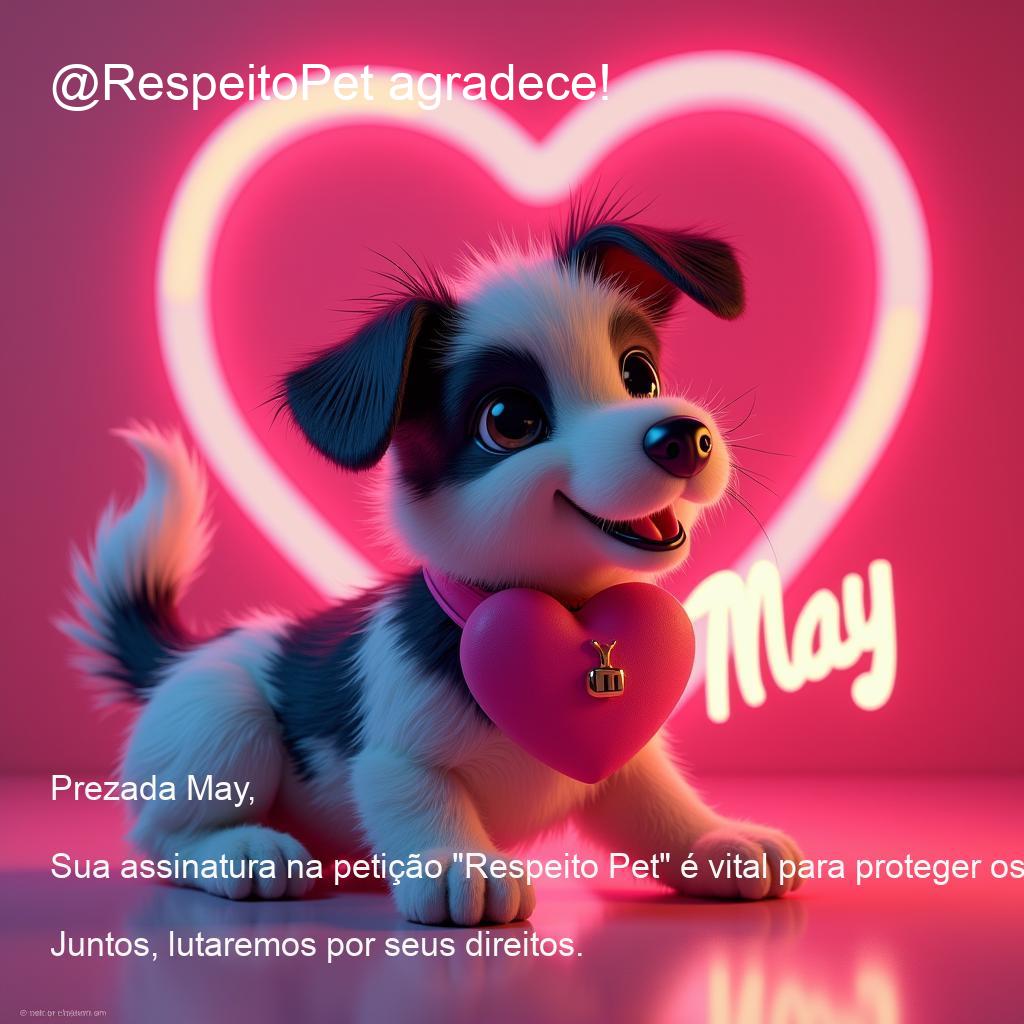 @RespeitoPet agradece!
May
Prezada May,
Sua assinatura na petição "Respeito Pet" é vital para proteger os
Juntos, lutaremos por seus direitos.